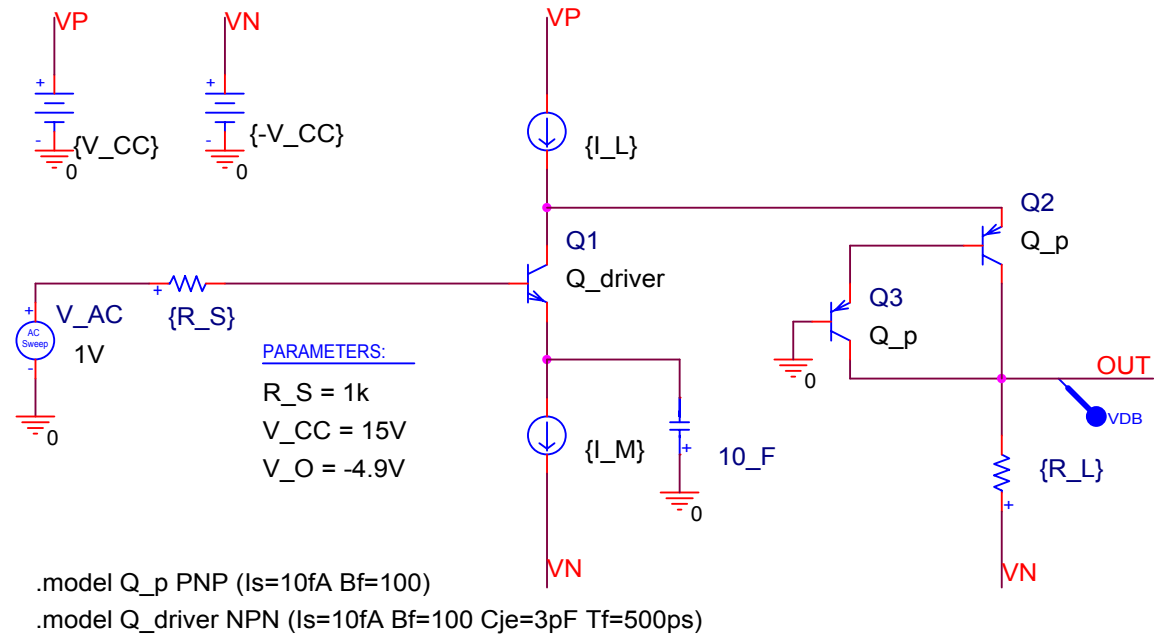 VP
VN
VP
+
+
{V_CC}
{-V_CC}
-
-
0
0
{I_L}
Q2
Q_p
Q1
Q_driver
+
V_AC
+
{R_S}
Q3
Q_p
AC
Sweep
1V
-
PARAMETERS:
OUT
0
R_S = 1k
0
VDB
V_CC = 15V
{I_M}
+
10_F
{R_L}
V_O = -4.9V
+
0
VN
VN
.model Q_p PNP (Is=10fA Bf=100)
.model Q_driver NPN (Is=10fA Bf=100 Cje=3pF Tf=500ps)